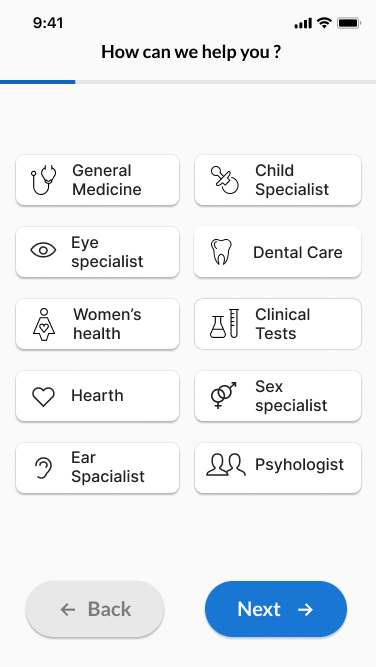 9:41
How can we help you ?
General
Medicine
Child
Specialist
Eye
specialist
Dental Care
Women's
health
Clinical
Tests
Hearth
Sex
specialist
Ear
Spacialist
Psyhologist
← Back
Next →